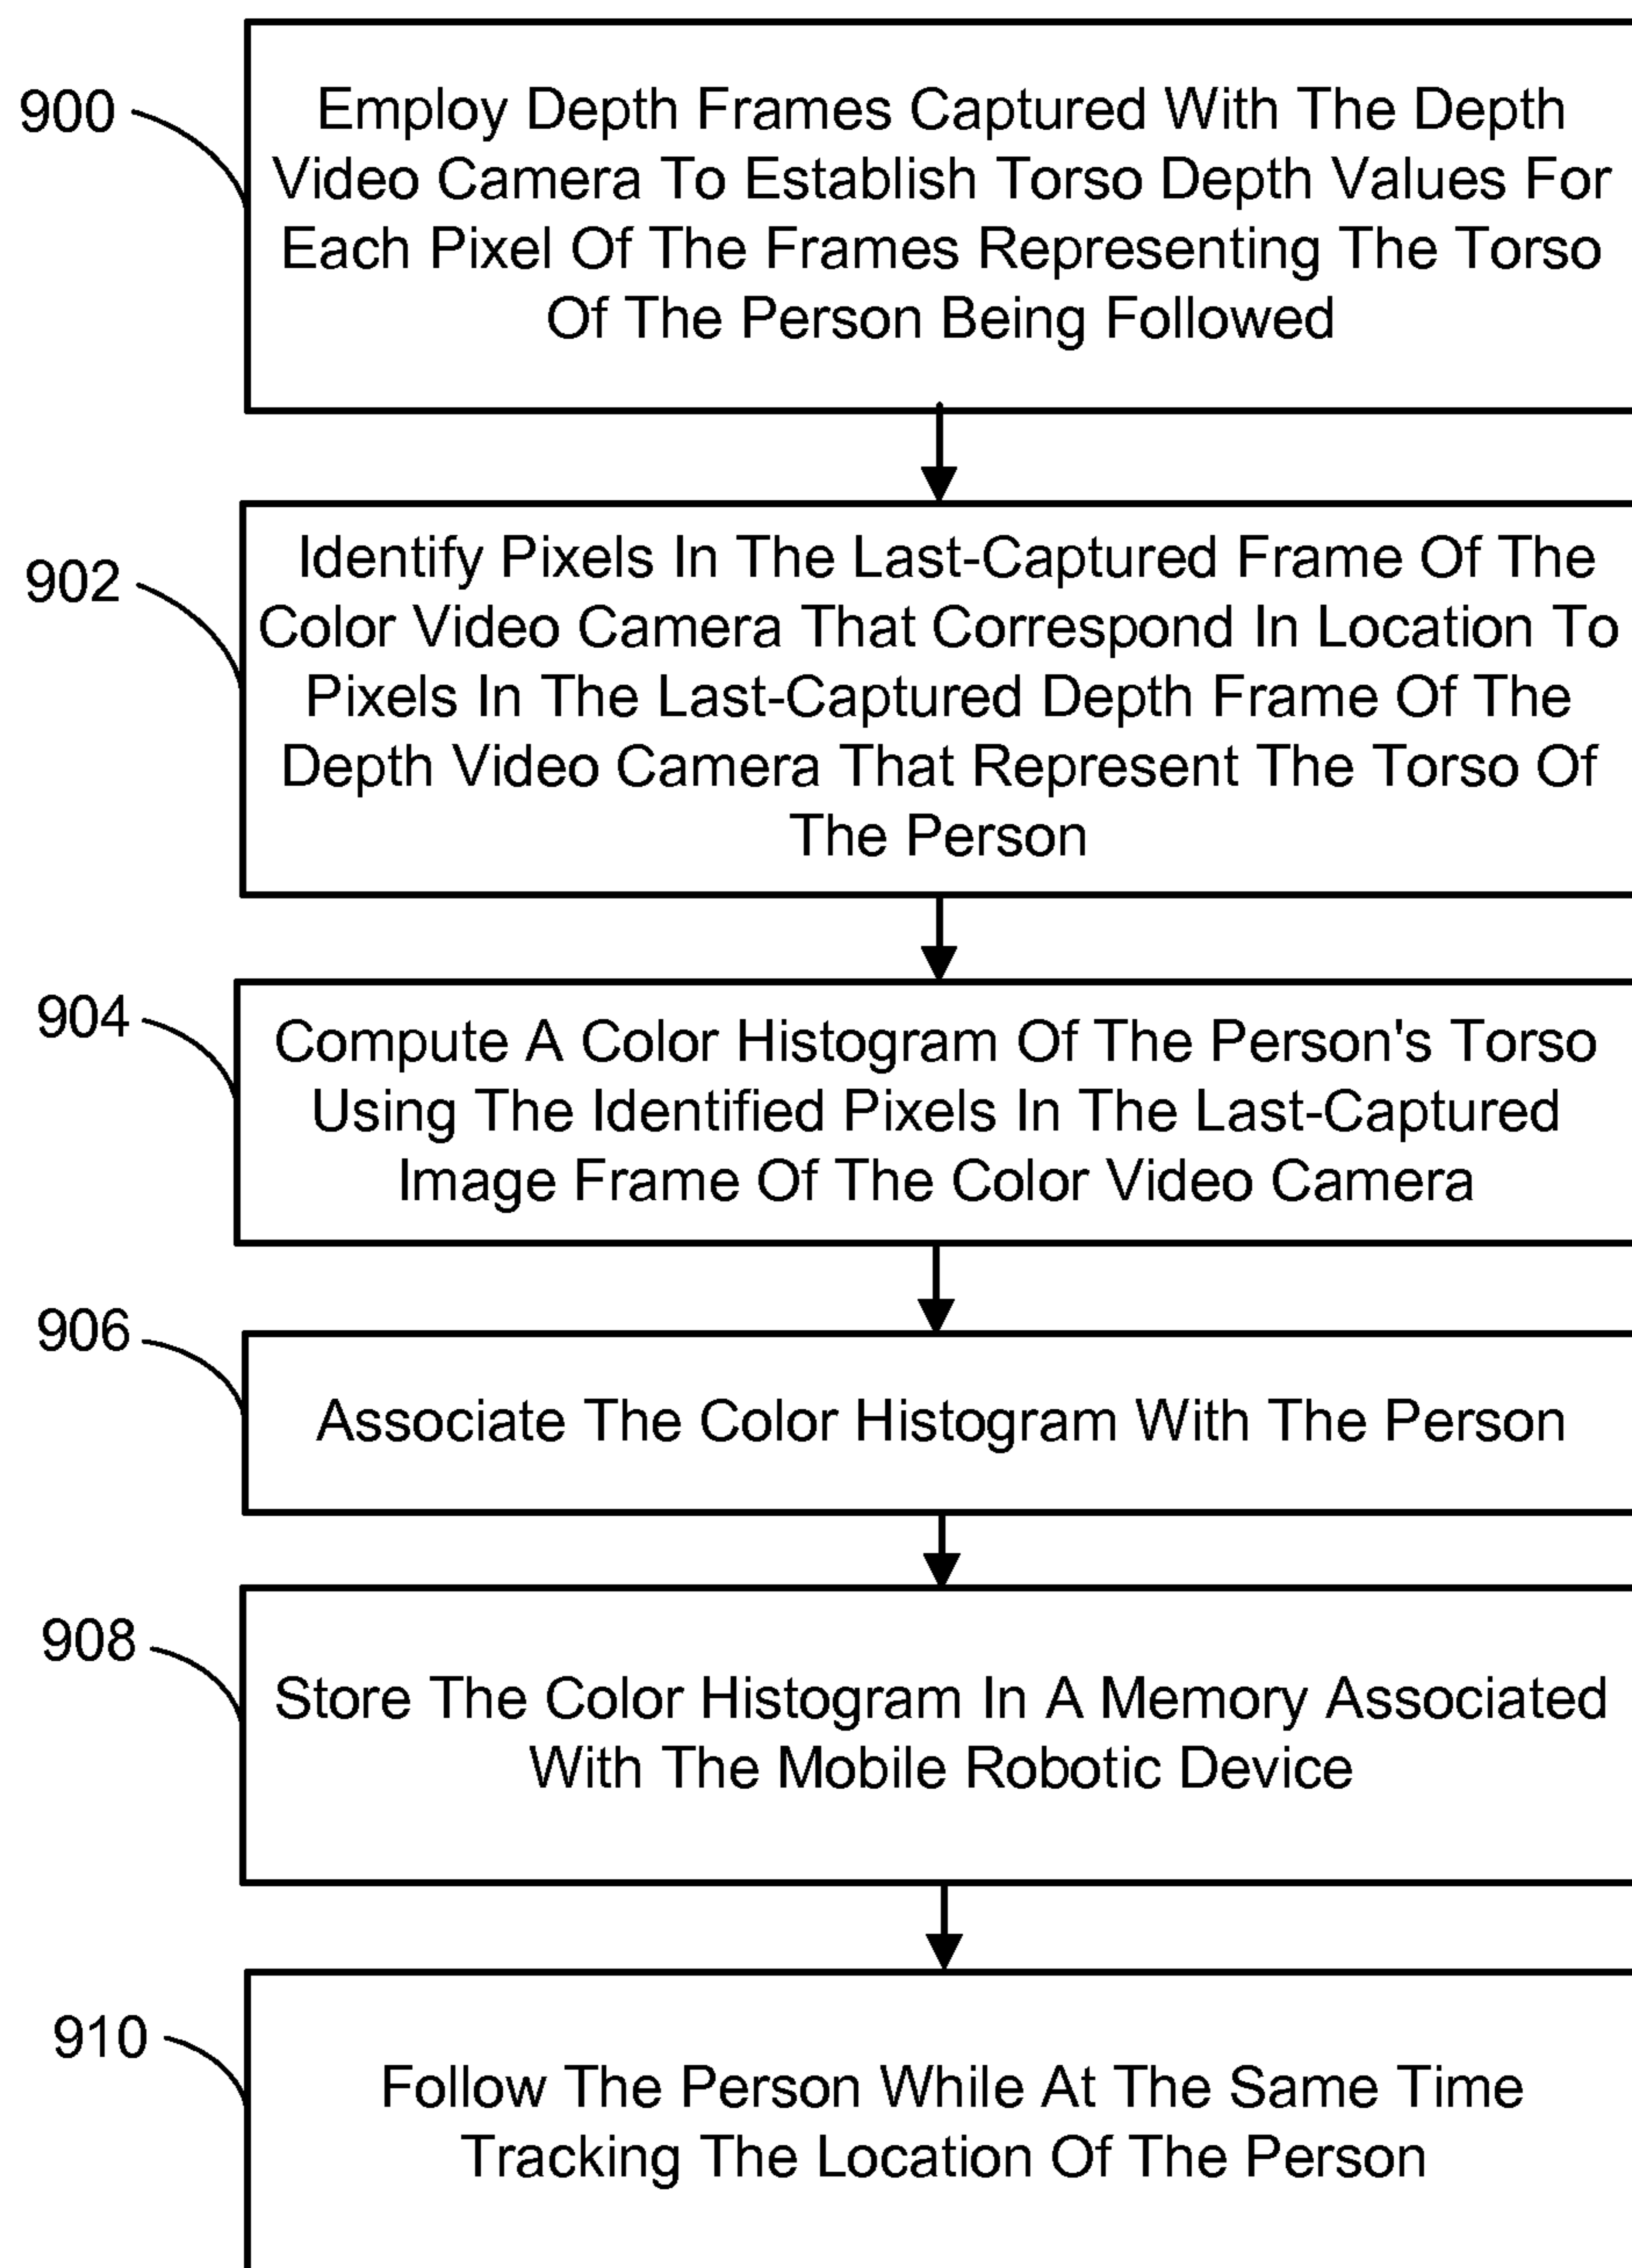 900
Employ Depth Frames Captured With The Depth
Video Camera To Establish Torso Depth Values For
Each Pixel Of The Frames Representing The Torso
Of The Person Being Followed
902
Identify Pixels In The Last-Captured Frame Of The
Color Video Camera That Correspond In Location To
Pixels In The Last-Captured Depth Frame Of The
Depth Video Camera That Represent The Torso Of
The Person
904
Compute A Color Histogram Of The Person's Torso
Using The Identified Pixels In The Last-Captured
Image Frame Of The Color Video Camera
906
Associate The Color Histogram With The Person
908
Store The Color Histogram In A Memory Associated
With The Mobile Robotic Device
910
Follow The Person While At The Same Time
Tracking The Location Of The Person